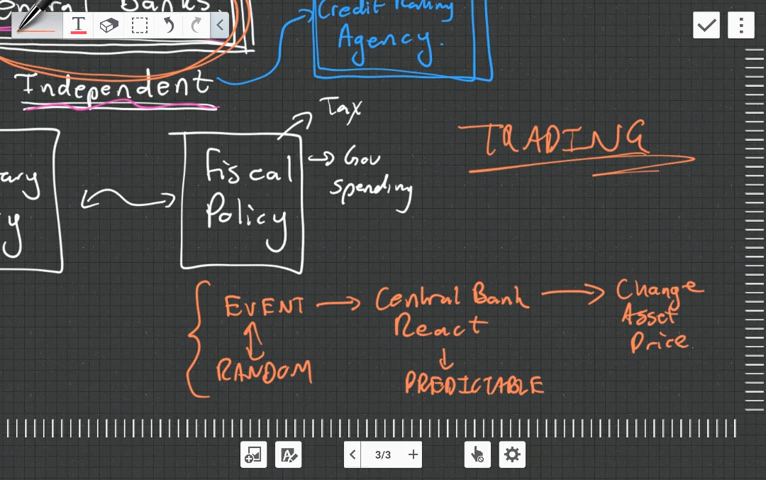 Banks.
Credit Rating
Agency.
Independent
Tax
TRADING
Fiscal
Policy
Gov
spending
EVENT
RANDOM
Central Bank
React
PREDICTABLE
Change
Asset
Price.
3/3